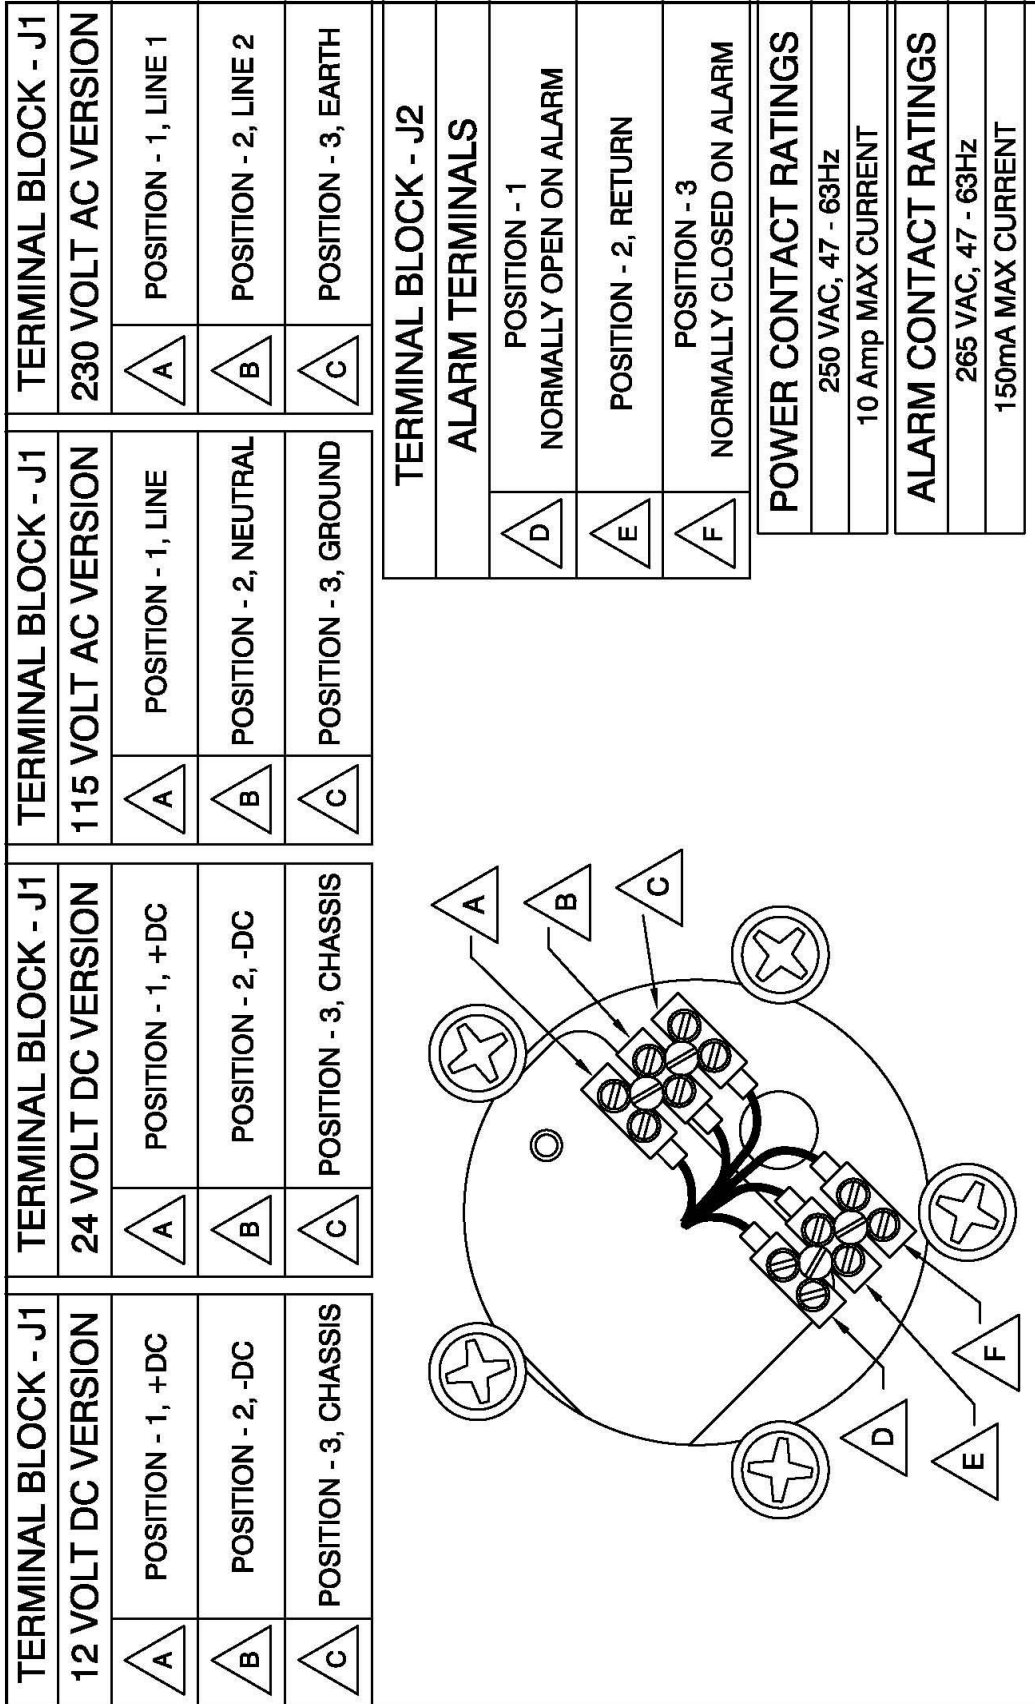 TERMINAL BLOCK - J1
12 VOLT DC VERSION
A
POSITION - 1, +DC
B
POSITION - 2, -DC
C
POSITION - 3, CHASSIS
TERMINAL BLOCK - J1
24 VOLT DC VERSION
A
POSITION - 1, +DC
B
POSITION - 2, -DC
C
POSITION - 3, CHASSIS
TERMINAL BLOCK - J1
115 VOLT AC VERSION
A
POSITION - 1, LINE
B
POSITION - 2, NEUTRAL
C
POSITION - 3, GROUND
TERMINAL BLOCK - J1
230 VOLT AC VERSION
A
POSITION - 1, LINE 1
B
POSITION - 2, LINE 2
C
POSITION - 3, EARTH
A
B
C
D
E
F
TERMINAL BLOCK - J2
ALARM TERMINALS
D
POSITION - 1
NORMALLY OPEN ON ALARM
E
POSITION - 2, RETURN
F
POSITION - 3
NORMALLY CLOSED ON ALARM
POWER CONTACT RATINGS
250 VAC, 47 - 63Hz
10 Amp MAX CURRENT
ALARM CONTACT RATINGS
265 VAC, 47 - 63Hz
150mA MAX CURRENT